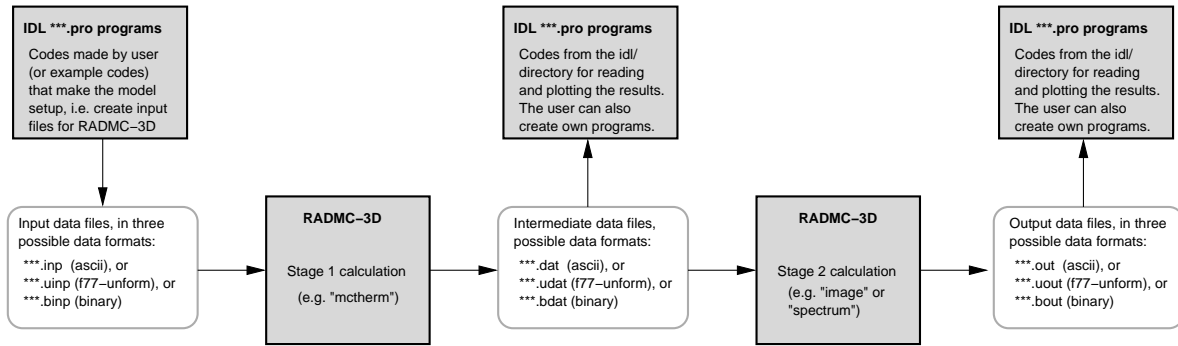 IDL ***.pro programs
Codes made by user
(or example codes)
that make the model
setup, i.e. create input
files for RADMC−3D
IDL ***.pro programs
Codes from the idl/
directory for reading
and plotting the results.
The user can also
create own programs.
IDL ***.pro programs
Codes from the idl/
directory for reading
and plotting the results.
The user can also
create own programs.
Input data files, in three
possible data formats:
***.inp (ascii), or
***.uinp (f77−unform), or
***.binp (binary)
RADMC−3D
Stage 1 calculation
(e.g. "mctherm")
Intermediate data files,
possible data formats:
***.dat (ascii), or
***.udat (f77−unform), or
***.bdat (binary)
RADMC−3D
Stage 2 calculation
(e.g. "image" or
"spectrum")
Output data files, in three
possible data formats:
***.out (ascii), or
***.uout (f77−unform), or
***.bout (binary)